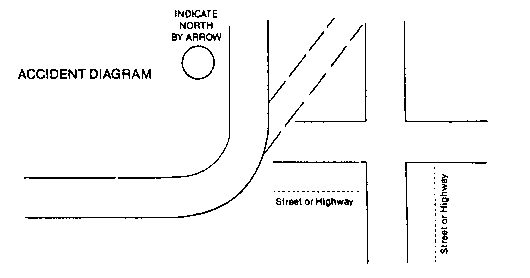 INDICATE
NORTH
BY ARROW
ACCIDENT DIAGRAM
Street or Highway
Street or Highway